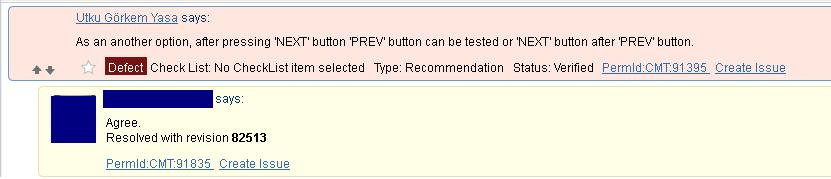 Utku Görkem Yasa says:
As an another option, after pressing 'NEXT' button 'PREV' button can be tested or 'NEXT' button after 'PREV' button.
Defect Check List: No CheckList item selected Type: Recommendation Status: Verified PermId:CMT:91395 Create Issue
says:
Agree.
Resolved with revision 82513
PermId:CMT:91835 Create Issue